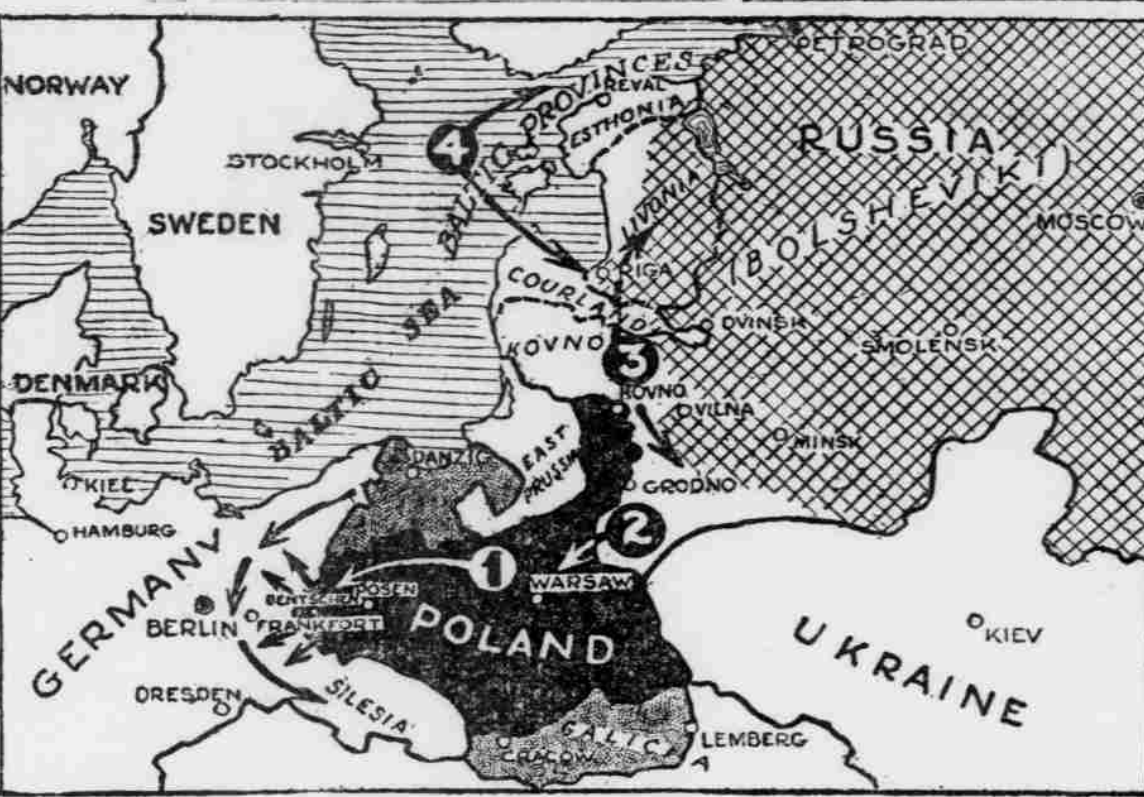 PETROGRAD
NORWAY
PROVINCES
REVAL
ESTHONIA
RUSSIA
(BOLSHEVIKI)
4
STOCKHOLM
LIVONIA
MOSCOW
SWEDEN
BALTIC
RIGA
COURLAND
DVINSK
KOVNO
SMOLENSK
3
DENMARK
BALTIC SEA
KOVNO
VILNA
MINSK
DANZIG
EAST
PRUSSIA
KIEL
GRODNO
HAMBURG
2
GERMANY
1
WARSAW
BENTSCHEN
POSEN
BERLIN
FRANKFORT
POLAND
UKRAINE
KIEV
DRESDEN
SILESIA
GALICIA
CRACOW
LEMBERG